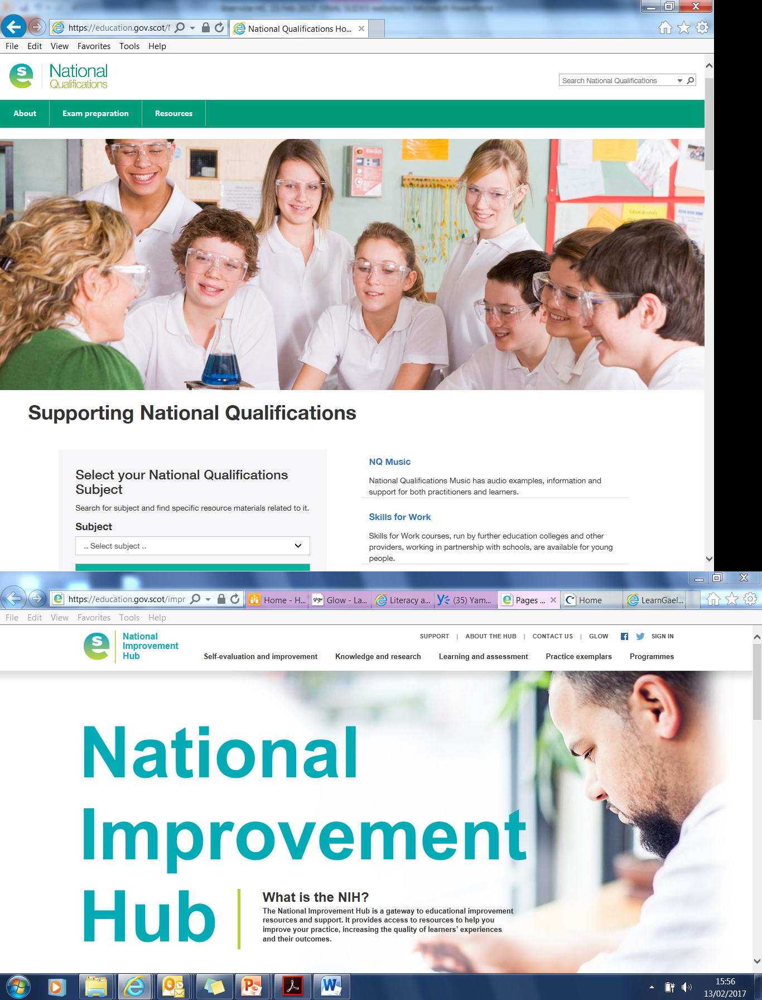 https://education.gov.scot/
National Qualifications Ho...
File Edit View Favorites Tools Help
s e
National
Qualifications
Search National Qualifications
About Exam preparation Resources
Supporting National Qualifications
Select your National Qualifications
Subject
Search for subject and find specific resource materials related to it.
Subject
.. Select subject ..
NQ Music
National Qualifications Music has audio examples, information and
support for both practitioners and learners.
Skills for Work
Skills for Work courses, run by further education colleges and other
providers, working in partnership with schools, are available for young
people.
https://education.gov.scot/impr
Home - H... Glow - La... Literacy a... (35) Yam... Pages ... Home LearnGael...
File Edit View Favorites Tools Help
s e
National
Improvement
Hub
SUPPORT | ABOUT THE HUB | CONTACT US | GLOW SIGN IN
Self-evaluation and improvement Knowledge and research Learning and assessment Practice exemplars Programmes
National
Improvement
Hub
What is the NIH?
The National Improvement Hub is a gateway to educational improvement
resources and support. It provides access to resources to help you
improve your practice, increasing the quality of learners' experiences
and their outcomes.
15:56
13/02/2017